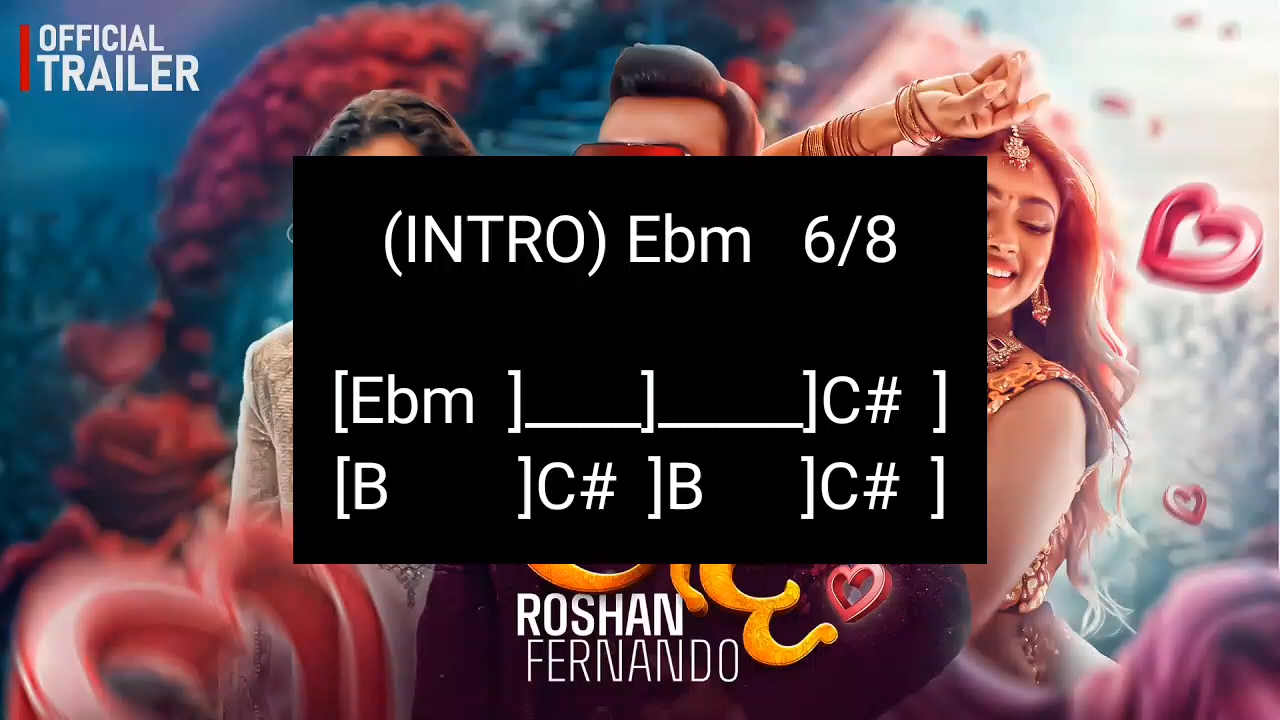 OFFICIAL
TRAILER
(INTRO) Ebm 6/8
[Ebm ]____]_____]C# ]
[B ]C# ]B ]C# ]
ROSHAN
FERNANDO